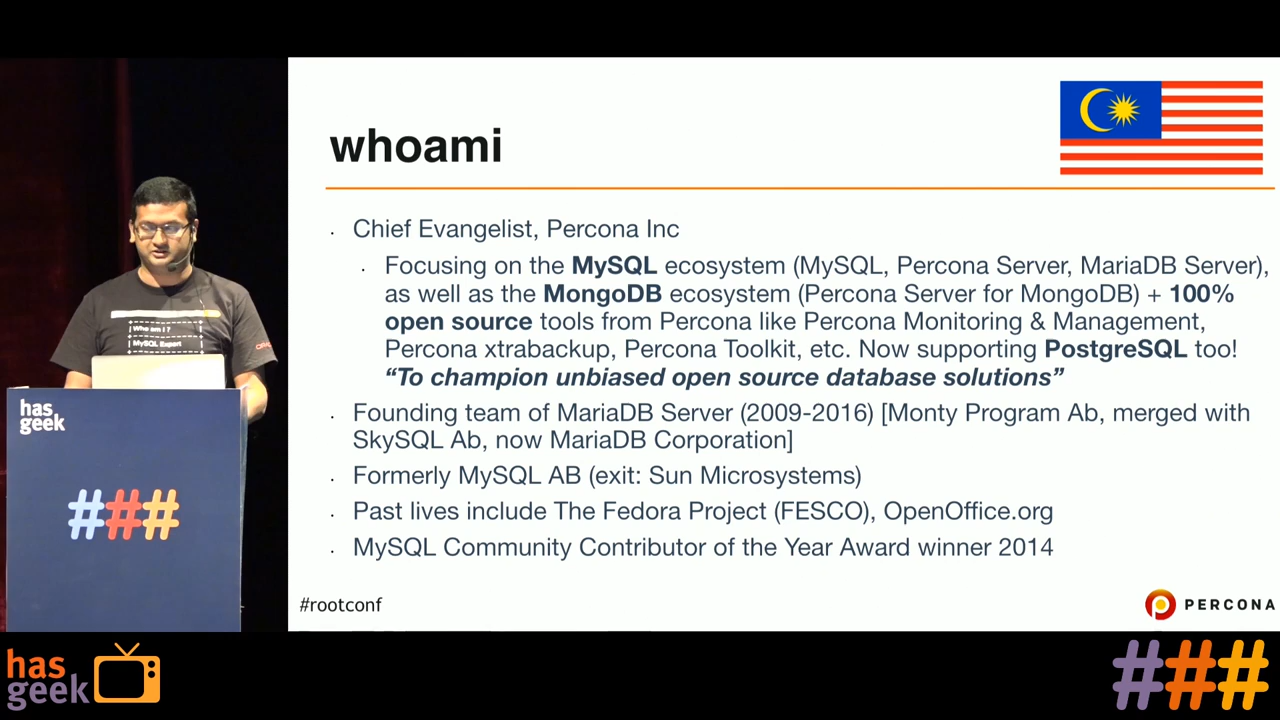 whoami
· Chief Evangelist, Percona Inc
· Focusing on the MySQL ecosystem (MySQL, Percona Server, MariaDB Server),
as well as the MongoDB ecosystem (Percona Server for MongoDB) + 100%
open source tools from Percona like Percona Monitoring & Management,
Percona xtrabackup, Percona Toolkit, etc. Now supporting PostgreSQL too!
“To champion unbiased open source database solutions”
· Founding team of MariaDB Server (2009-2016) [Monty Program Ab, merged with
SkySQL Ab, now MariaDB Corporation]
· Formerly MySQL AB (exit: Sun Microsystems)
· Past lives include The Fedora Project (FESCO), OpenOffice.org
· MySQL Community Contributor of the Year Award winner 2014
#rootconf
PERCONA
Who am I ?
MySQL Expert
has
geek
###
has
geek
###